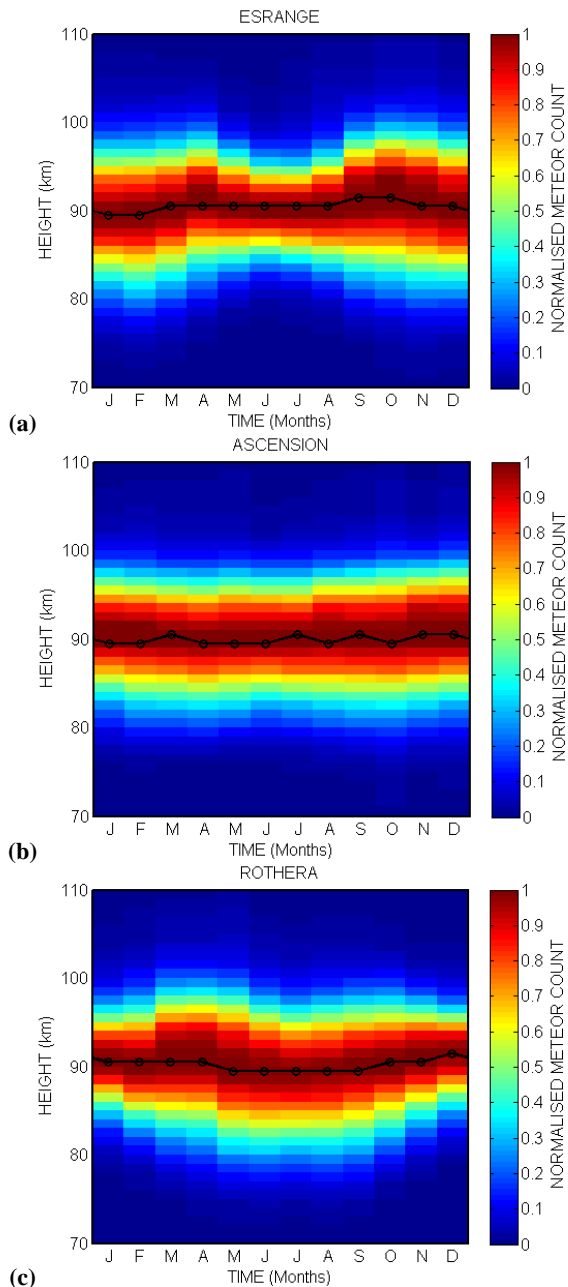 ESRANGE
110
100
90
80
70
HEIGHT (km)
J F M A M J J A S O N D
TIME (Months)
1
0.9
0.8
0.7
0.6
0.5
0.4
0.3
0.2
0.1
0
NORMALISED METEOR COUNT
(a)
ASCENSION
110
100
90
80
70
HEIGHT (km)
J F M A M J J A S O N D
TIME (Months)
1
0.9
0.8
0.7
0.6
0.5
0.4
0.3
0.2
0.1
0
NORMALISED METEOR COUNT
(b)
ROTHERA
110
100
90
80
70
HEIGHT (km)
J F M A M J J A S O N D
TIME (Months)
1
0.9
0.8
0.7
0.6
0.5
0.4
0.3
0.2
0.1
0
NORMALISED METEOR COUNT
(c)